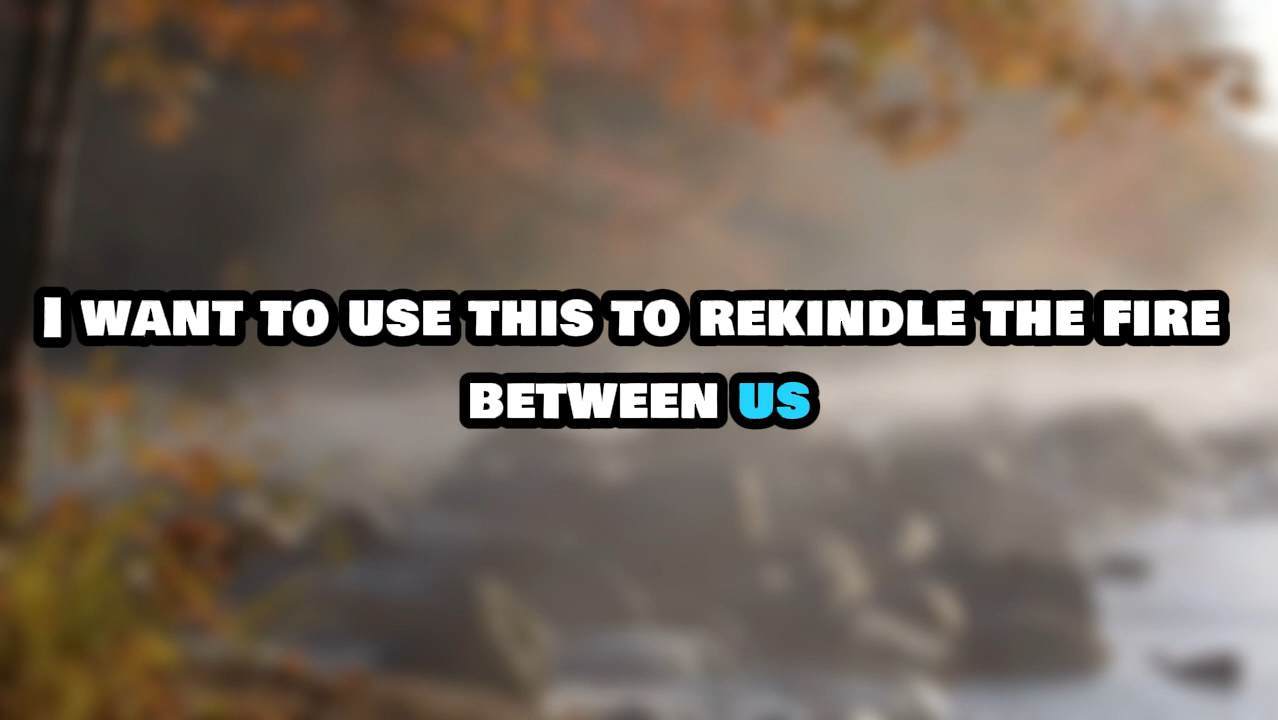 I WANT TO USE THIS TO REKINDLE THE FIRE
BETWEEN US